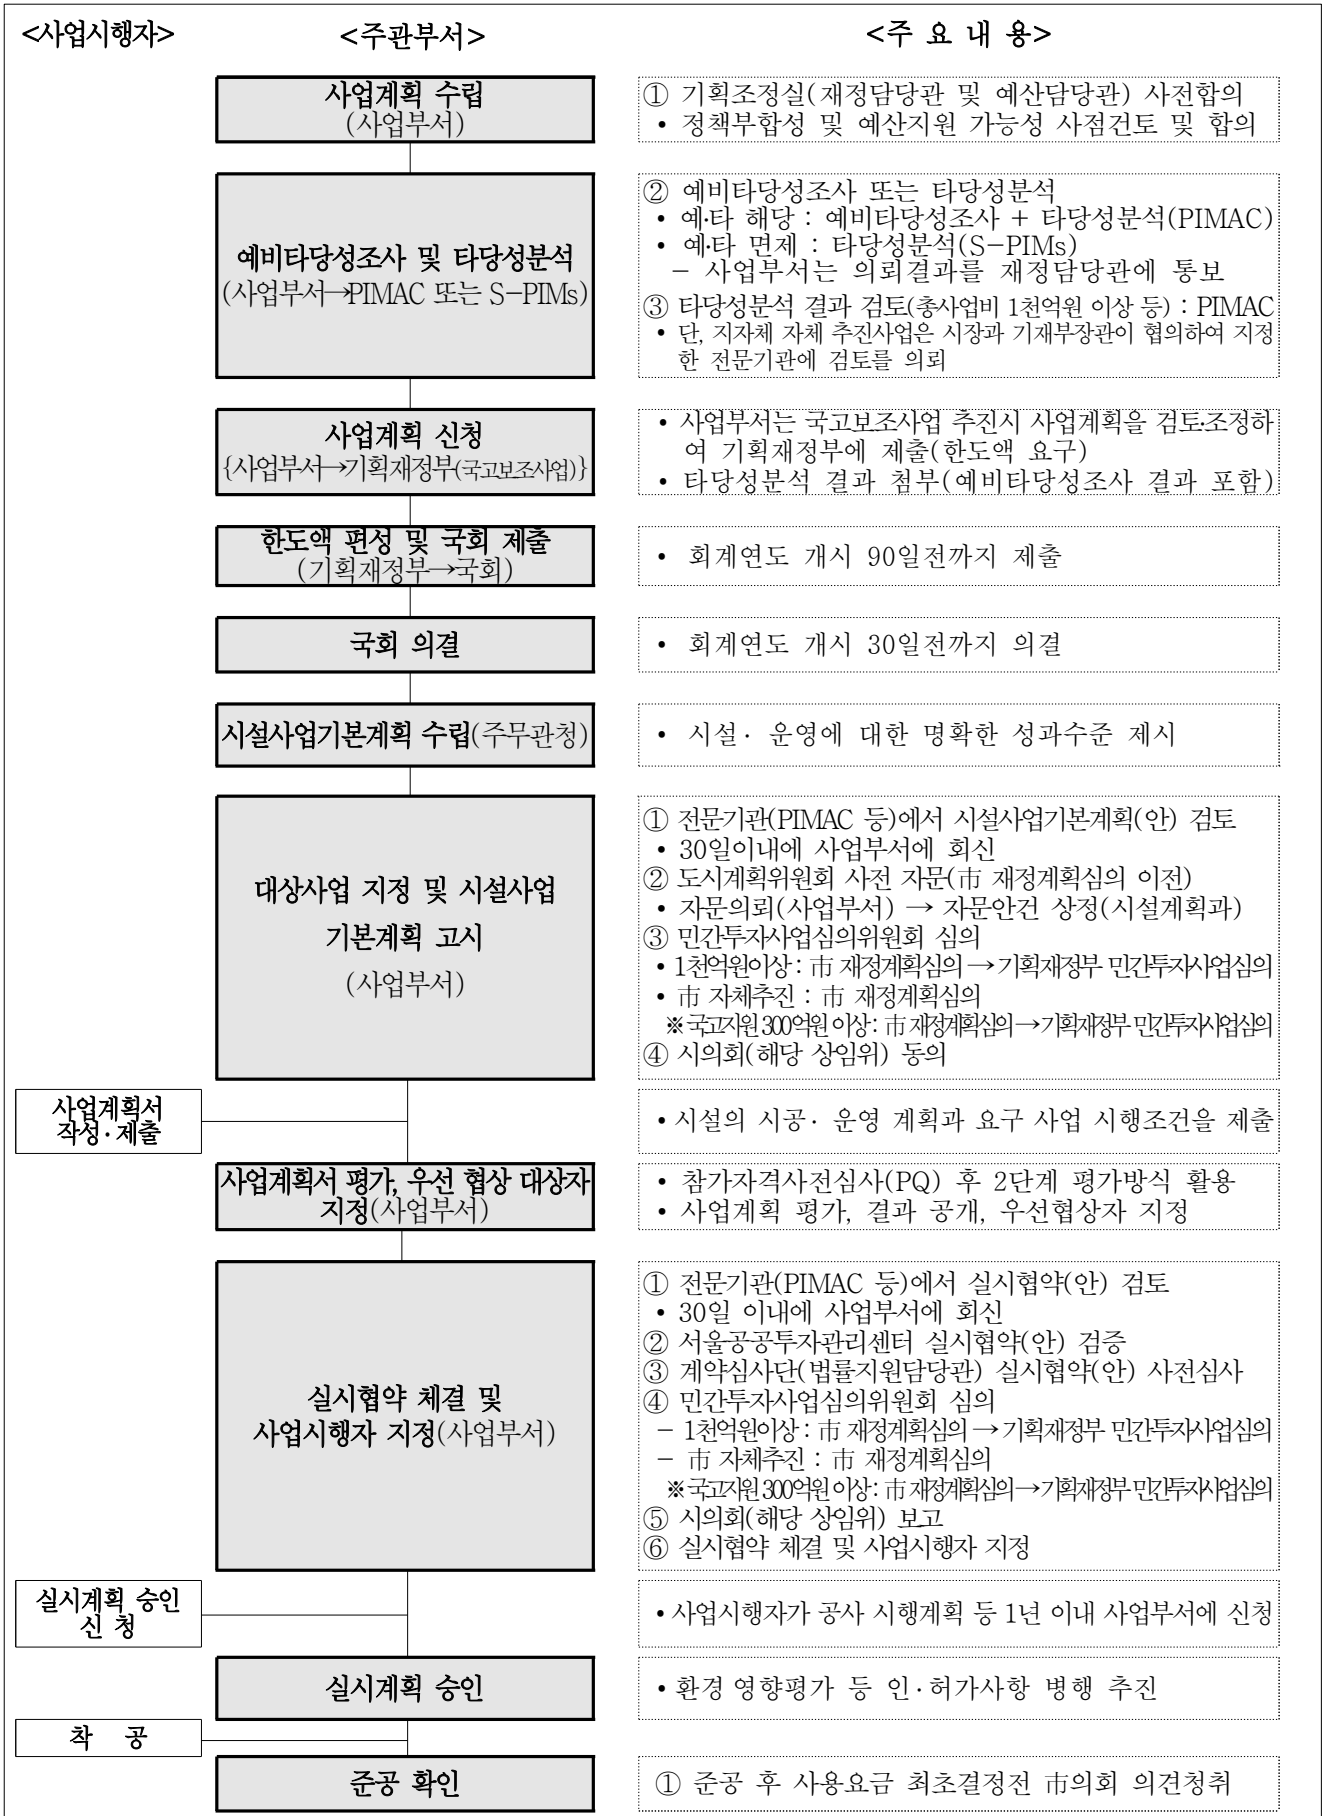 <사업시행자> <주관부서> <주 요 내 용>
사업계획 수립
(사업부서)
① 기획조정실(재정담당관 및 예산담당관) 사전합의
• 정책부합성 및 예산지원 가능성 사점건토 및 합의
예비타당성조사 및 타당성분석
(사업부서→PIMAC 또는 S-PIMs)
② 예비타당성조사 또는 타당성분석
• 예·타 해당 : 예비타당성조사 + 타당성분석(PIMAC)
• 예·타 면제 : 타당성분석(S-PIMs)
- 사업부서는 의뢰결과를 재정담당관에 통보
③ 타당성분석 결과 검토(총사업비 1천억원 이상 등) : PIMAC
• 단, 지자체 자체 추진사업은 시장과 기재부장관이 협의하여 지정
한 전문기관에 검토를 의뢰
사업계획 신청
{사업부서→기획재정부(국고보조사업)}
• 사업부서는 국고보조사업 추진시 사업계획을 검토·조정하
여 기획재정부에 제출(한도액 요구)
• 타당성분석 결과 첨부(예비타당성조사 결과 포함)
한도액 편성 및 국회 제출
(기획재정부→국회)
• 회계연도 개시 90일전까지 제출
국회 의결
• 회계연도 개시 30일전까지 의결
시설사업기본계획 수립(주무관청)
• 시설· 운영에 대한 명확한 성과수준 제시
대상사업 지정 및 시설사업
기본계획 고시
(사업부서)
① 전문기관(PIMAC 등)에서 시설사업기본계획(안) 검토
• 30일이내에 사업부서에 회신
② 도시계획위원회 사전 자문(市 재정계획심의 이전)
• 자문의뢰(사업부서) → 자문안건 상정(시설계획과)
③ 민간투자사업심의위원회 심의
• 1천억원이상 : 市 재정계획심의 → 기획재정부 민간투자사업심의
• 市 자체추진 : 市 재정계획심의
※ 국고지원 300억원 이상 : 市 재정계획심의 → 기획재정부 민간투자사업심의
④ 시의회(해당 상임위) 동의
사업계획서
작성·제출
• 시설의 시공· 운영 계획과 요구 사업 시행조건을 제출
사업계획서 평가, 우선 협상 대상자
지정(사업부서)
• 참가자격사전심사(PQ) 후 2단계 평가방식 활용
• 사업계획 평가, 결과 공개, 우선협상자 지정
실시협약 체결 및
사업시행자 지정(사업부서)
① 전문기관(PIMAC 등)에서 실시협약(안) 검토
• 30일 이내에 사업부서에 회신
② 서울공공투자관리센터 실시협약(안) 검증
③ 계약심사단(법률지원담당관) 실시협약(안) 사전심사
④ 민간투자사업심의위원회 심의
- 1천억원이상 : 市 재정계획심의 → 기획재정부 민간투자사업심의
- 市 자체추진 : 市 재정계획심의
※ 국고지원 300억원 이상 : 市 재정계획심의 → 기획재정부 민간투자사업심의
⑤ 시의회(해당 상임위) 보고
⑥ 실시협약 체결 및 사업시행자 지정
실시계획 승인
신 청
• 사업시행자가 공사 시행계획 등 1년 이내 사업부서에 신청
실시계획 승인
• 환경 영향평가 등 인·허가사항 병행 추진
착 공
준공 확인
① 준공 후 사용요금 최초결정전 市의회 의견청취